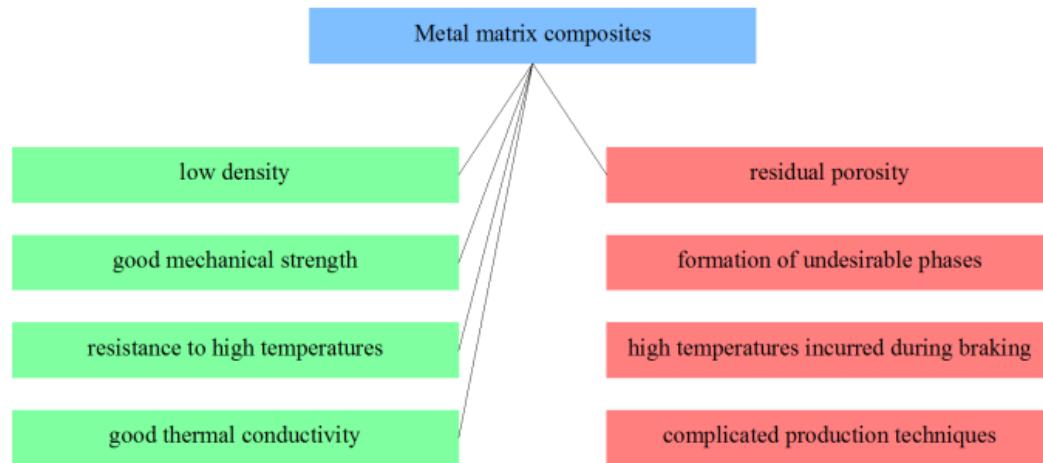 Metal matrix composites
low density
good mechanical strength
resistance to high temperatures
good thermal conductivity
residual porosity
formation of undesirable phases
high temperatures incurred during braking
complicated production techniques